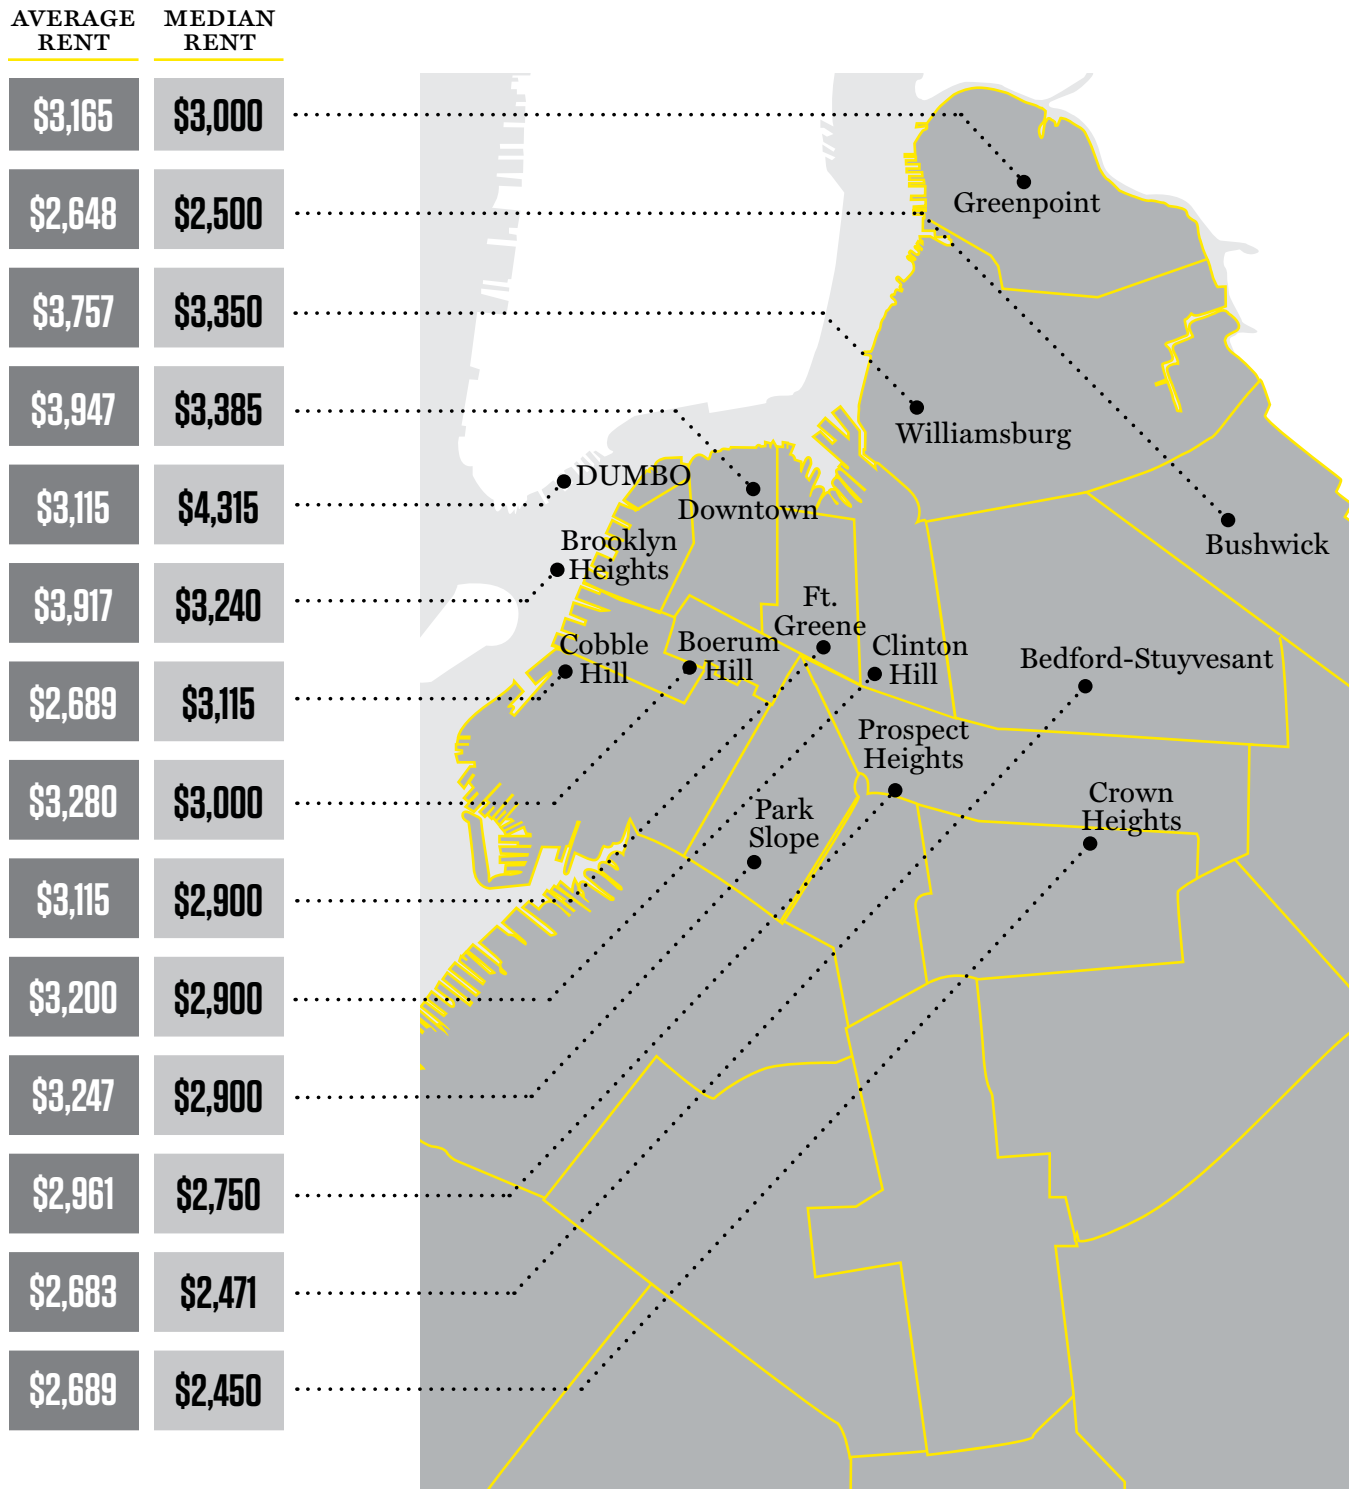 AVERAGE
RENT
MEDIAN
RENT
$3,165 $3,000
$2,648 $2,500
$3,757 $3,350
$3,947 $3,385
$3,115 $4,315
$3,917 $3,240
$2,689 $3,115
$3,280 $3,000
$3,115 $2,900
$3,200 $2,900
$3,247 $2,900
$2,961 $2,750
$2,683 $2,471
$2,689 $2,450
Greenpoint
Williamsburg
DUMBO
Downtown
Bushwick
Brooklyn
Heights
Cobble
Hill
Boerum
Hill
Ft.
Greene
Clinton
Hill
Bedford-Stuyvesant
Prospect
Heights
Park
Slope
Crown
Heights